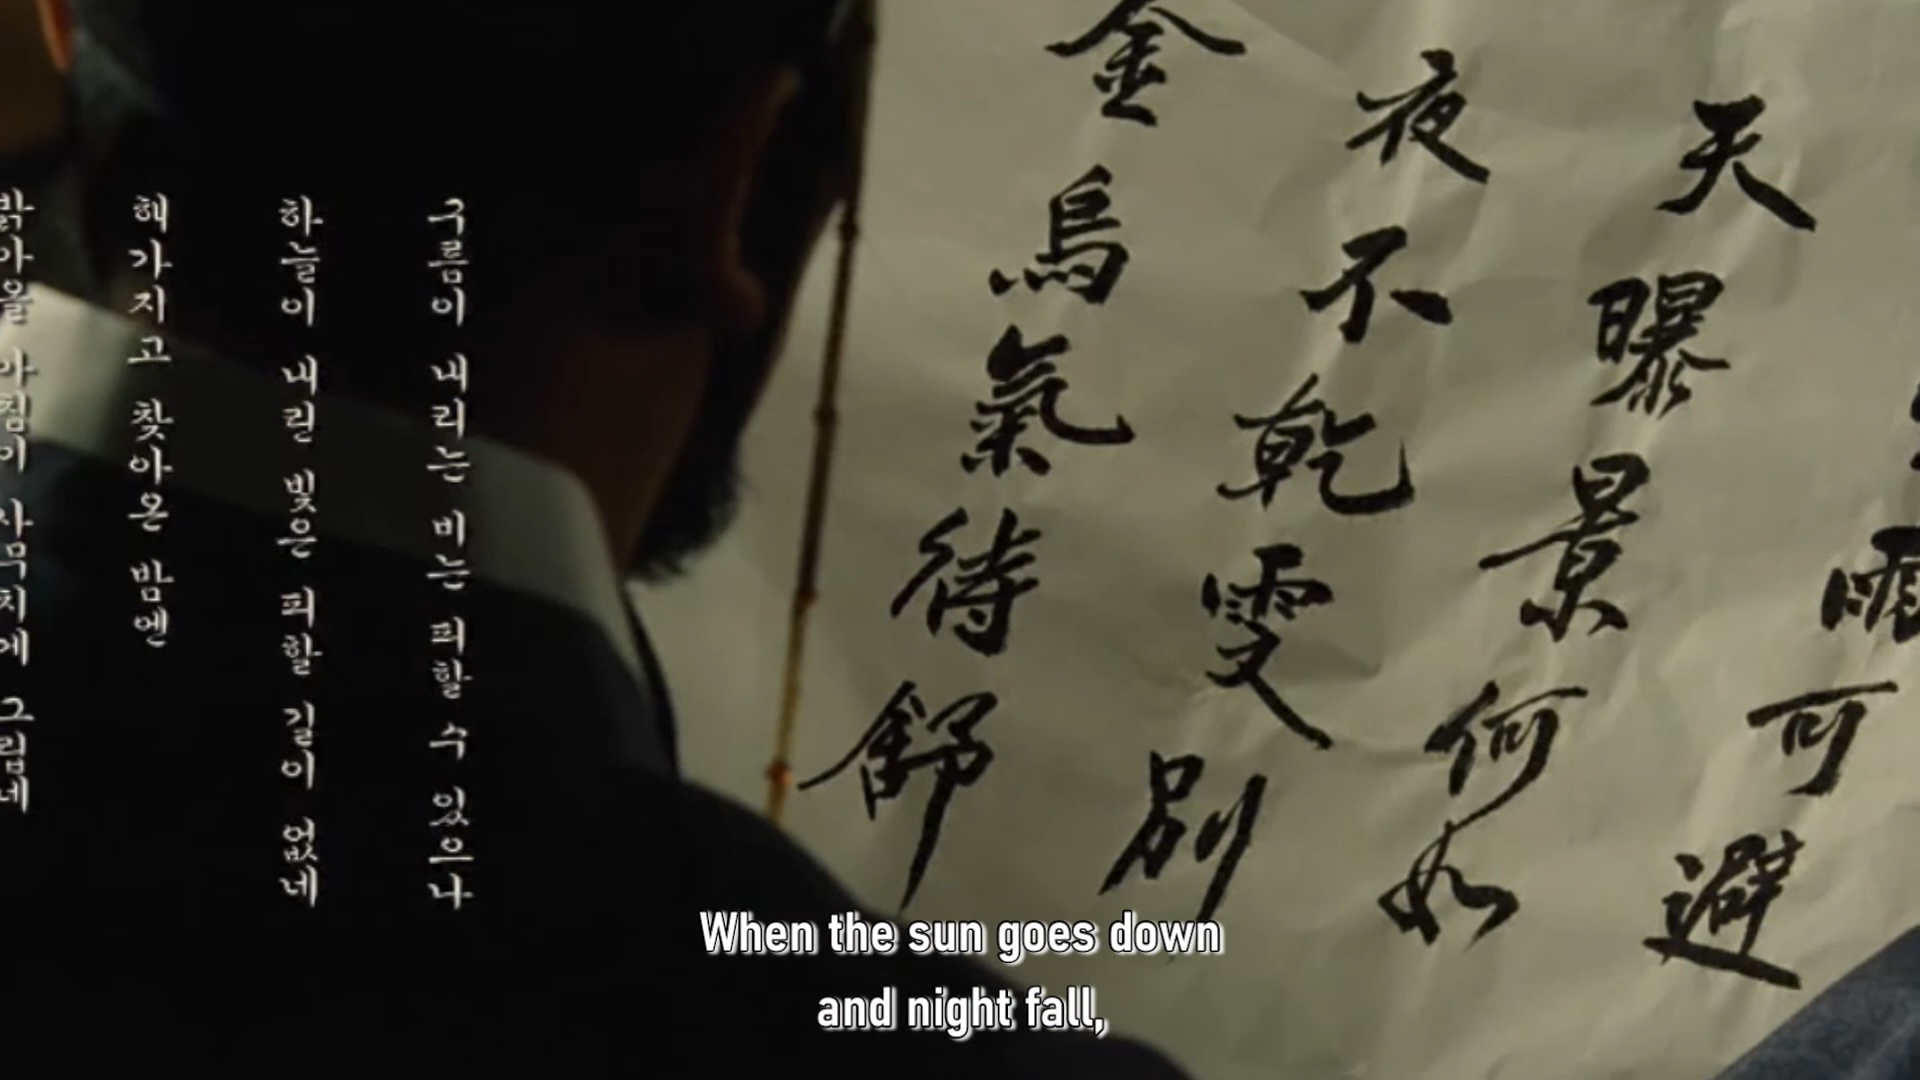 雨可避
天曝景何如
夜不乾雯別
金烏氣待舒
구름이 내리는 비는 피할 수 있으나
하늘이 내릴 빛은 피할 길이 없네
해가지고 찾아온 밤엔
밝아올 아침이 사무치게 그립네
When the sun goes down
and night fall,